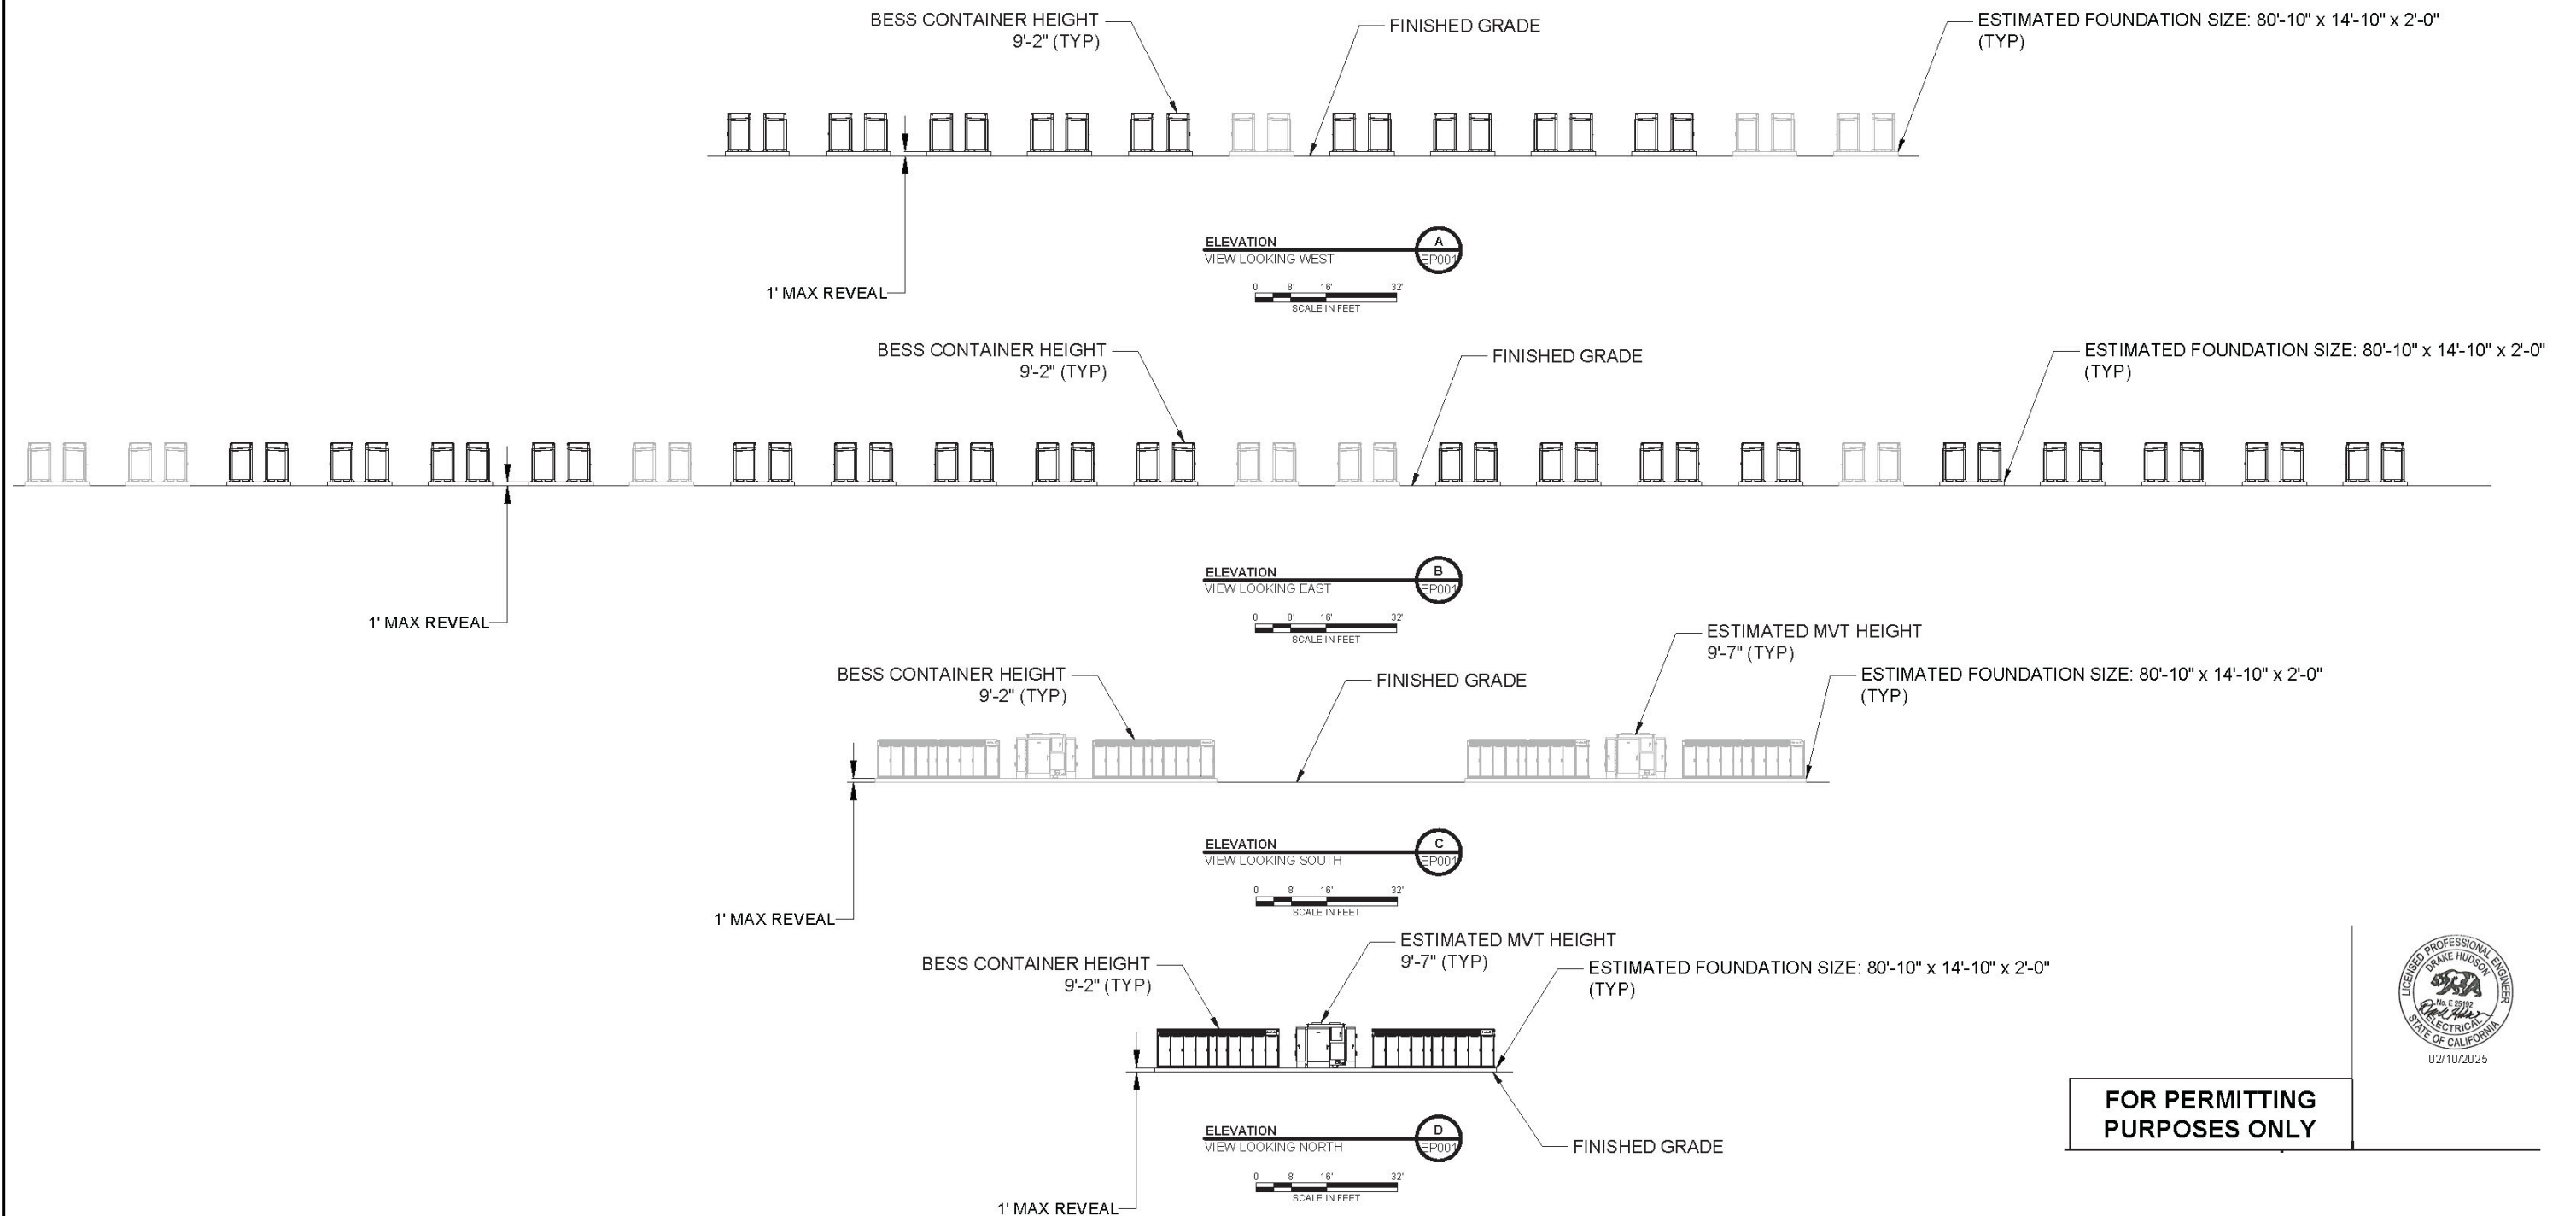 BESS CONTAINER HEIGHT
9'-2" (TYP)
FINISHED GRADE
ESTIMATED FOUNDATION SIZE: 80'-10" x 14'-10" x 2'-0"
(TYP)
ELEVATION
VIEW LOOKING WEST
A
EP001
1' MAX REVEAL
0 8' 16' 32'
SCALE IN FEET
BESS CONTAINER HEIGHT
9'-2" (TYP)
FINISHED GRADE
ESTIMATED FOUNDATION SIZE: 80'-10" x 14'-10" x 2'-0"
(TYP)
ELEVATION
VIEW LOOKING EAST
B
EP001
1' MAX REVEAL
0 8' 16' 32'
SCALE IN FEET
ESTIMATED MVT HEIGHT
9'-7" (TYP)
BESS CONTAINER HEIGHT
9'-2" (TYP)
FINISHED GRADE
ESTIMATED FOUNDATION SIZE: 80'-10" x 14'-10" x 2'-0"
(TYP)
ELEVATION
VIEW LOOKING SOUTH
C
EP001
1' MAX REVEAL
0 8' 16' 32'
SCALE IN FEET
ESTIMATED MVT HEIGHT
9'-7" (TYP)
BESS CONTAINER HEIGHT
9'-2" (TYP)
ESTIMATED FOUNDATION SIZE: 80'-10" x 14'-10" x 2'-0"
(TYP)
ELEVATION
VIEW LOOKING NORTH
D
EP001
FINISHED GRADE
1' MAX REVEAL
0 8' 16' 32'
SCALE IN FEET
LICENSED PROFESSIONAL ENGINEER
DRAKE HUDSON
No. E 25192
ELECTRICAL
STATE OF CALIFORNIA
02/10/2025
FOR PERMITTING
PURPOSES ONLY